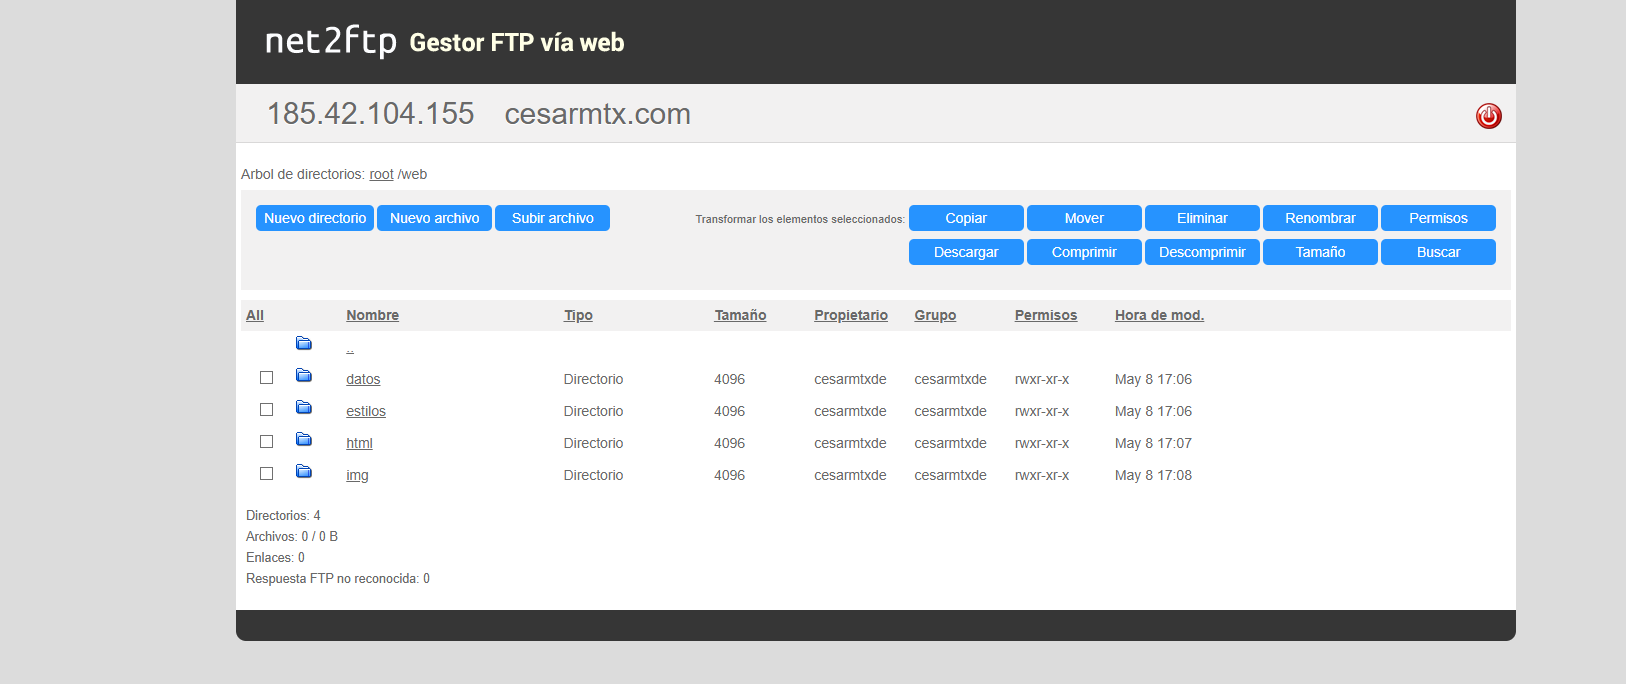 net2ftp Gestor FTP vía web
185.42.104.155 cesarmtx.com
Arbol de directorios: root /web
Nuevo directorio Nuevo archivo Subir archivo Transformar los elementos seleccionados: Copiar Mover Eliminar Renombrar Permisos
Descargar Comprimir Descomprimir Tamaño Buscar
All Nombre Tipo Tamaño Propietario Grupo Permisos Hora de mod.
..
datos Directorio 4096 cesarmtxde cesarmtxde rwxr-xr-x May 8 17:06
estilos Directorio 4096 cesarmtxde cesarmtxde rwxr-xr-x May 8 17:06
html Directorio 4096 cesarmtxde cesarmtxde rwxr-xr-x May 8 17:07
img Directorio 4096 cesarmtxde cesarmtxde rwxr-xr-x May 8 17:08
Directorios: 4
Archivos: 0 / 0 B
Enlaces: 0
Respuesta FTP no reconocida: 0